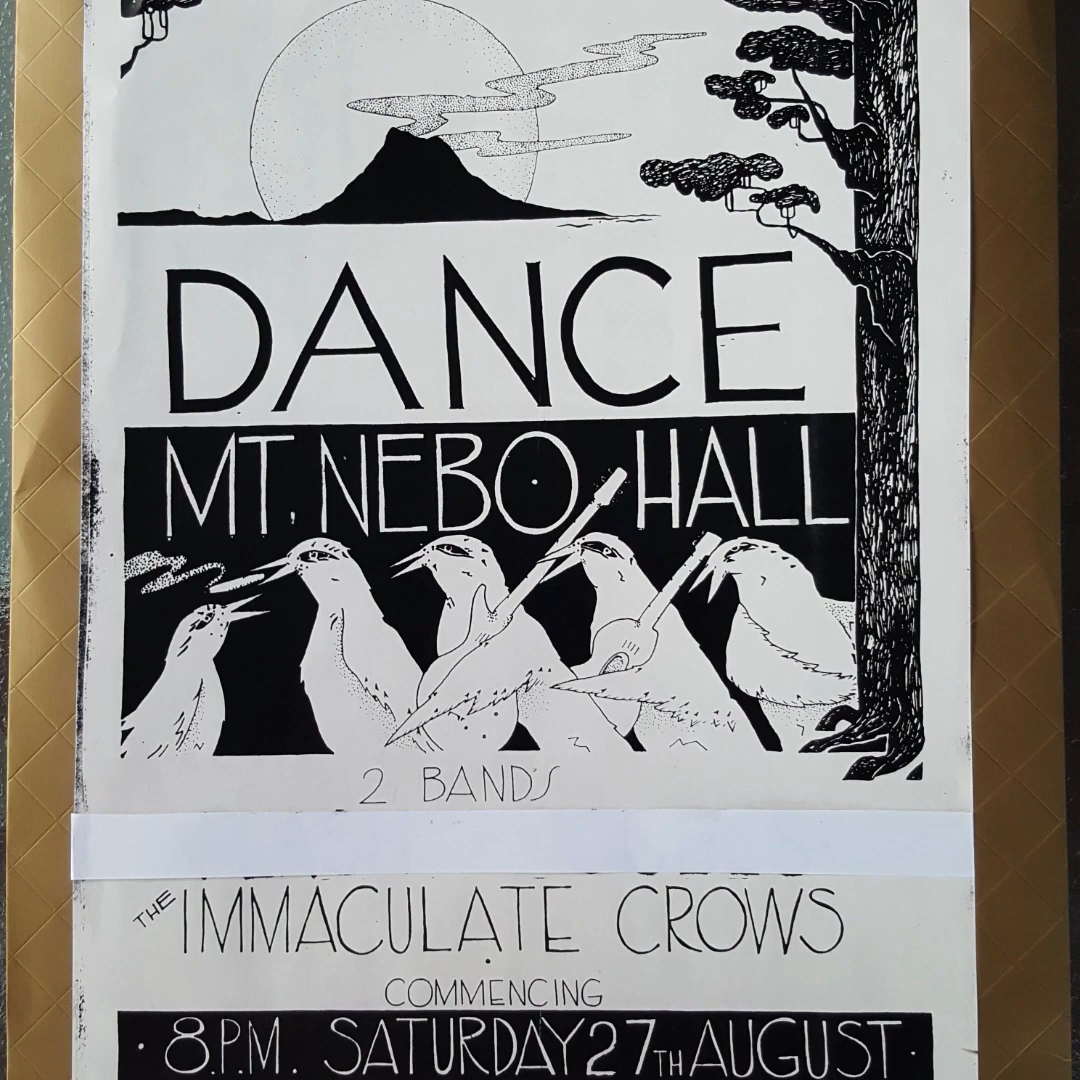 DANCE
MT. NEBO HALL
2 BANDS
THE IMMACULATE CROWS
COMMENCING
8.P.M. SATURDAY 27TH AUGUST